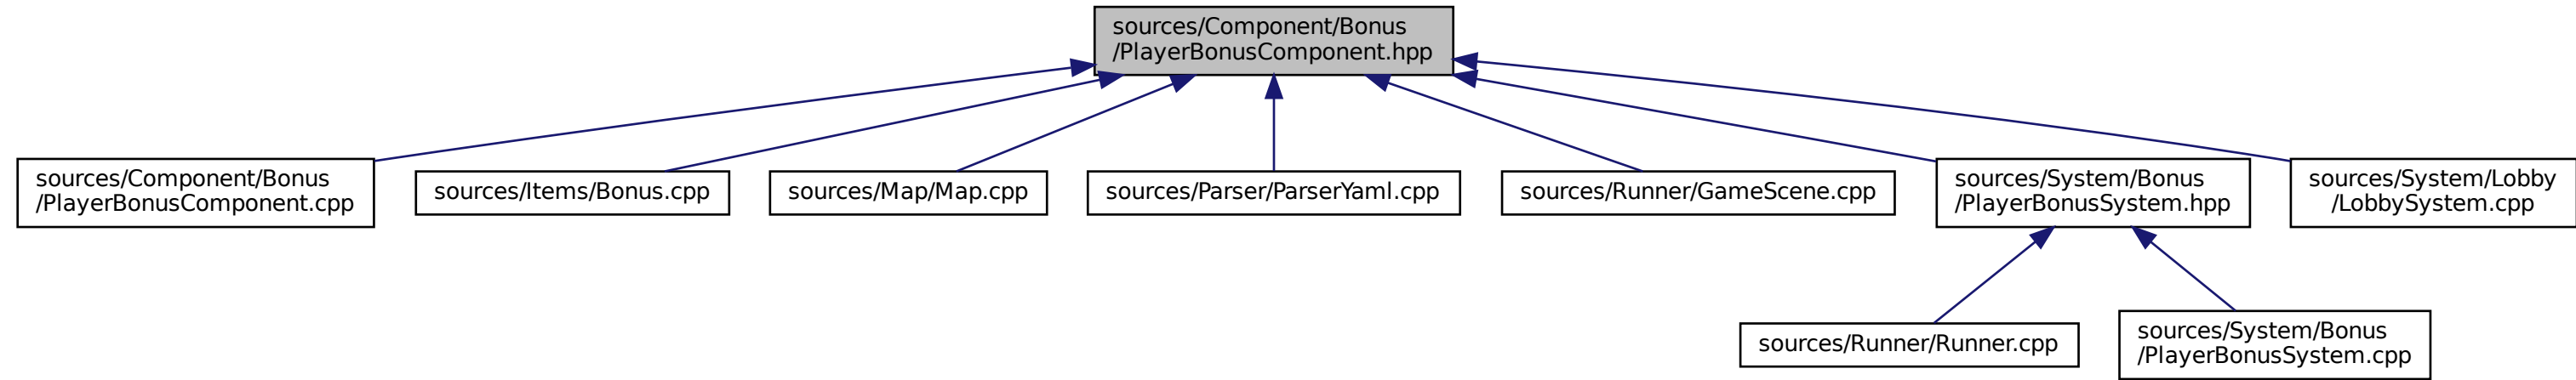 sources/Component/Bonus
/PlayerBonusComponent.hpp
sources/Component/Bonus
/PlayerBonusComponent.cpp
sources/Items/Bonus.cpp
sources/Map/Map.cpp
sources/Parser/ParserYaml.cpp
sources/Runner/GameScene.cpp
sources/System/Bonus
/PlayerBonusSystem.hpp
sources/System/Lobby
/LobbySystem.cpp
sources/Runner/Runner.cpp
sources/System/Bonus
/PlayerBonusSystem.cpp